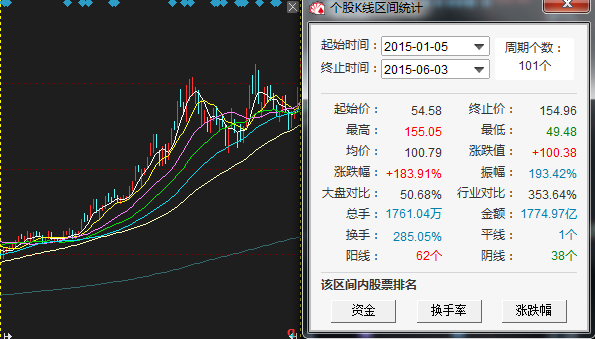 个股K线区间统计
起始时间：2015-01-05
终止时间：2015-06-03
周期个数：
101个
起始价：54.58 终止价：154.96
最高：155.05 最低：49.48
均价：100.79 涨跌值：+100.38
涨跌幅：+183.91% 振幅：193.42%
大盘对比：50.68% 行业对比：353.64%
总手：1761.04万 金额：1774.97亿
换手：285.05% 平线：1个
阳线：62个 阴线：38个
该区间内股票排名
资金 换手率 涨跌幅